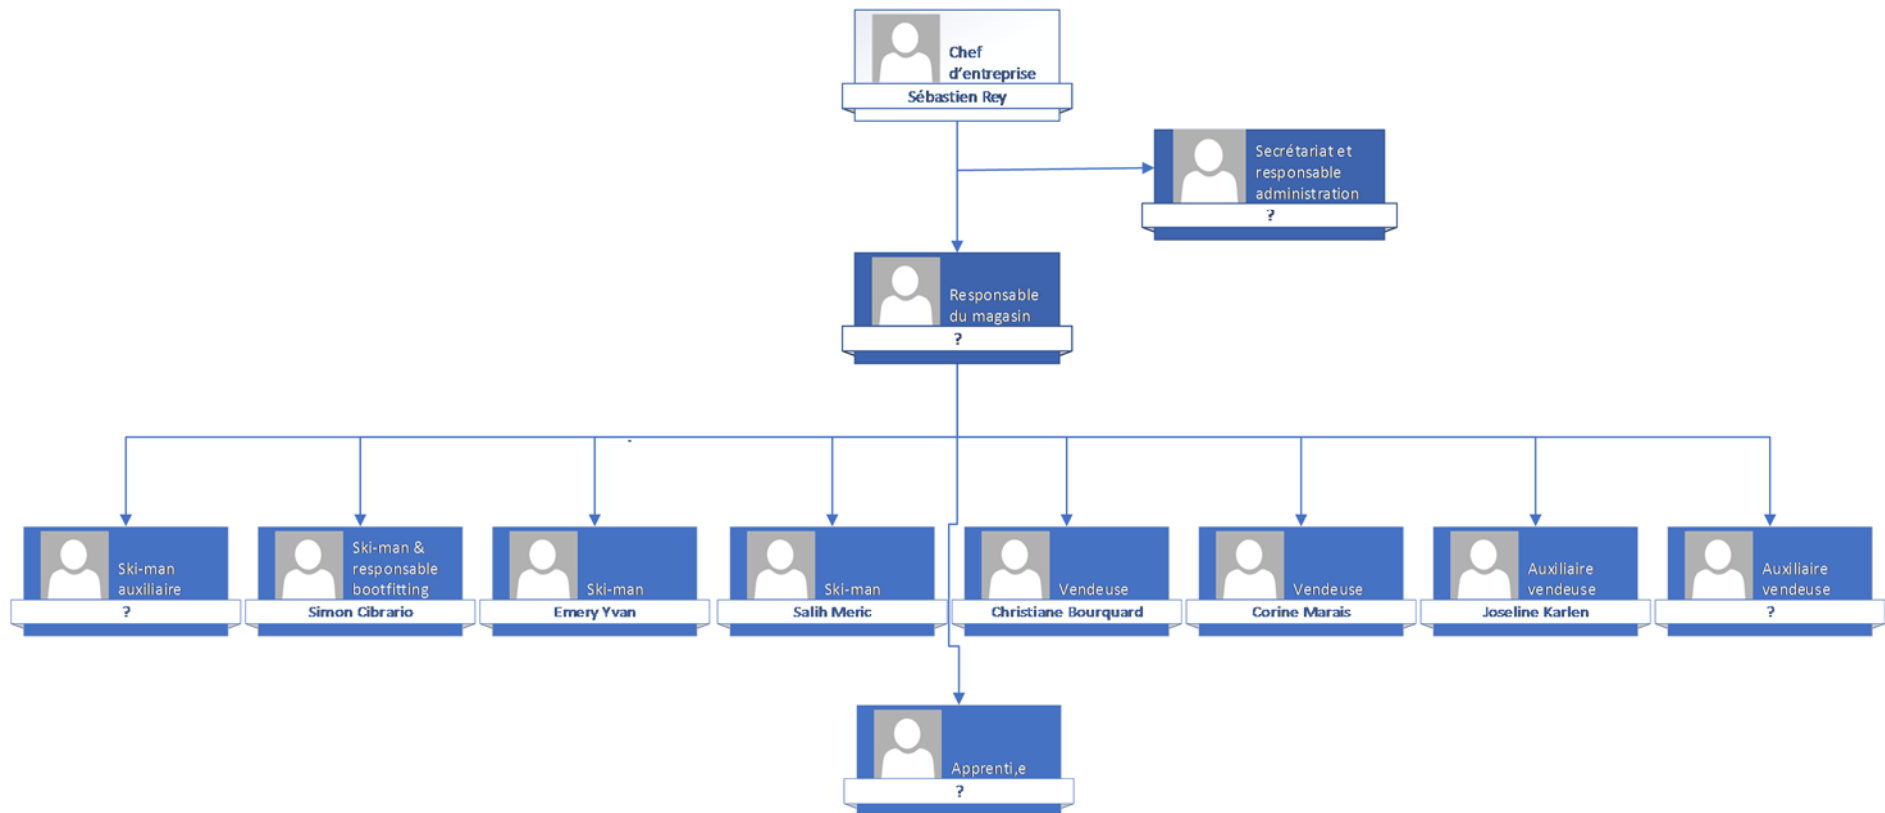 Chef
d'entreprise
Sébastien Rey
Secrétariat et
responsable
administration
?
Responsable
du magasin
?
Ski-man
auxiliaire
?
Ski-man &
responsable
bootfitting
Simon Cibrario
Ski-man
Emery Yvan
Ski-man
Salih Meric
Vendeuse
Christiane Bourquard
Vendeuse
Corine Marais
Auxiliaire
vendeuse
Joseline Karlen
Auxiliaire
vendeuse
?
Apprenti,e
?